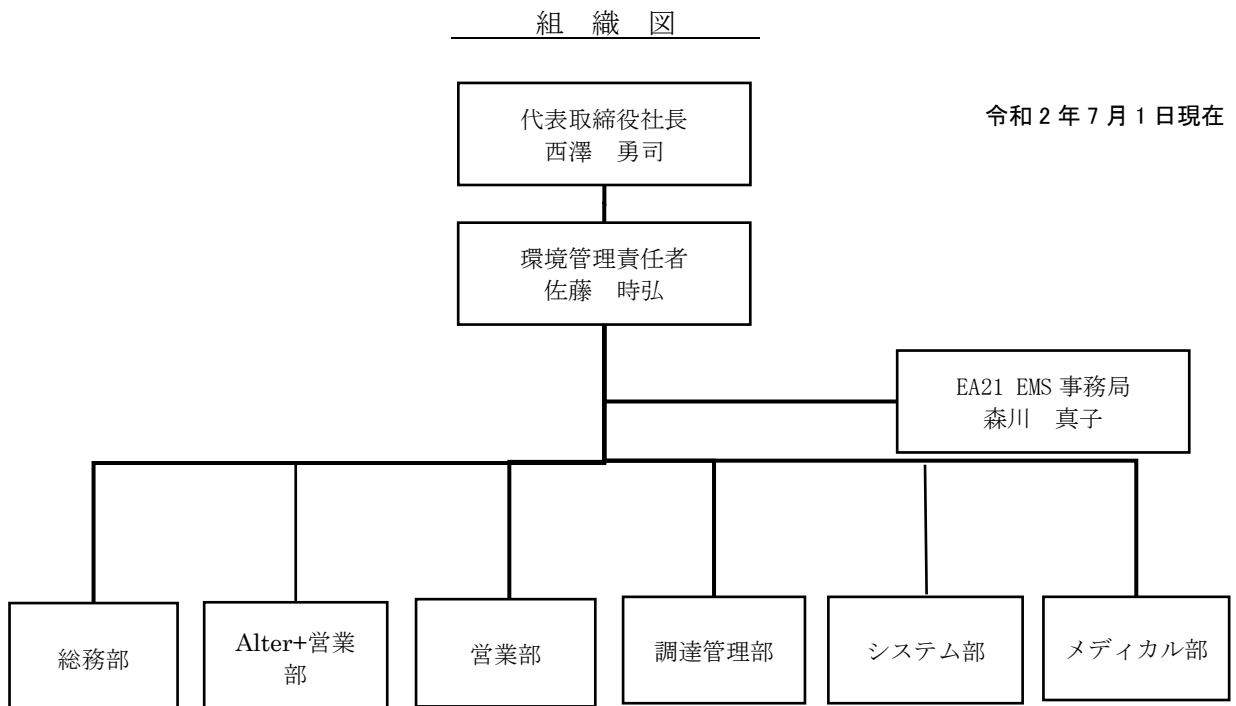 組　織　図
令和 2 年 7 月 1 日現在
代表取締役社長
西澤　勇司
環境管理責任者
佐藤　時弘
EA21 EMS 事務局
森川　真子
総務部
Alter+営業
部
営業部
調達管理部
システム部
メディカル部